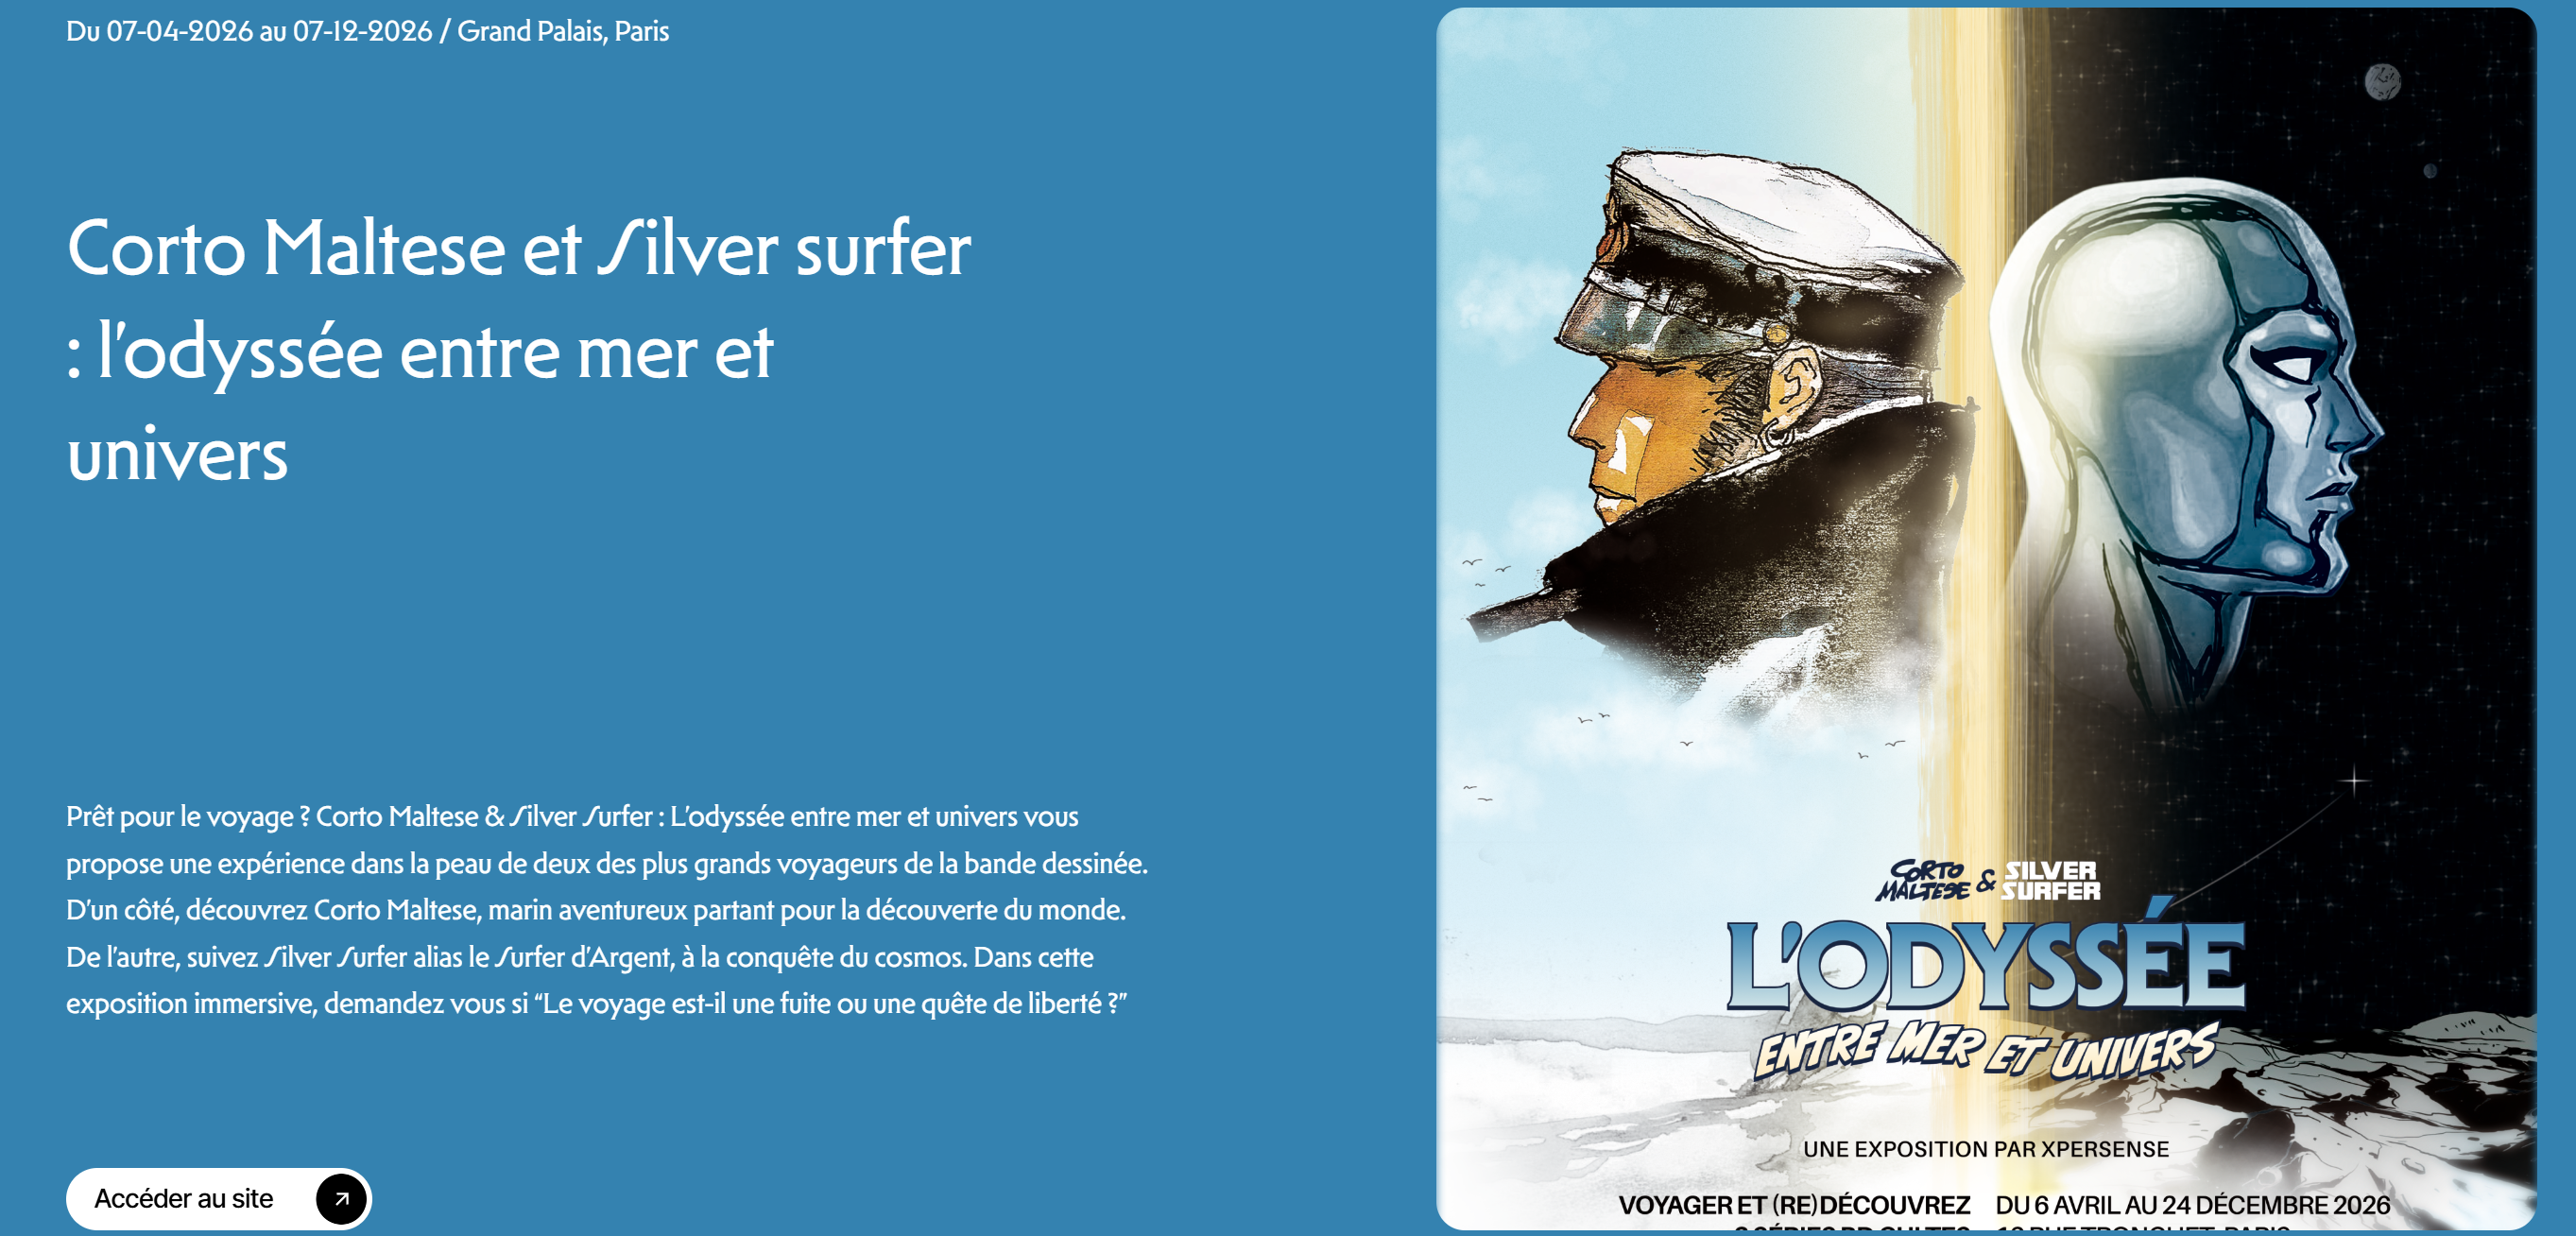 Du 07-04-2026 au 07-12-2026 / Grand Palais, Paris
Corto Maltese et Silver surfer
: l'odyssée entre mer et
univers
Prêt pour le voyage ? Corto Maltese & Silver Surfer : L'odyssée entre mer et univers vous
propose une expérience dans la peau de deux des plus grands voyageurs de la bande dessinée.
D'un côté, découvrez Corto Maltese, marin aventureux partant pour la découverte du monde.
De l'autre, suivez Silver Surfer alias le Surfer d'Argent, à la conquête du cosmos. Dans cette
exposition immersive, demandez vous si “Le voyage est-il une fuite ou une quête de liberté ?”
Accéder au site
CORTO MALTESE & SILVER SURFER
L'ODYSSÉE
ENTRE MER ET UNIVERS
UNE EXPOSITION PAR XPERSENSE
VOYAGER ET (RE)DÉCOUVREZ DU 6 AVRIL AU 24 DÉCEMBRE 2026